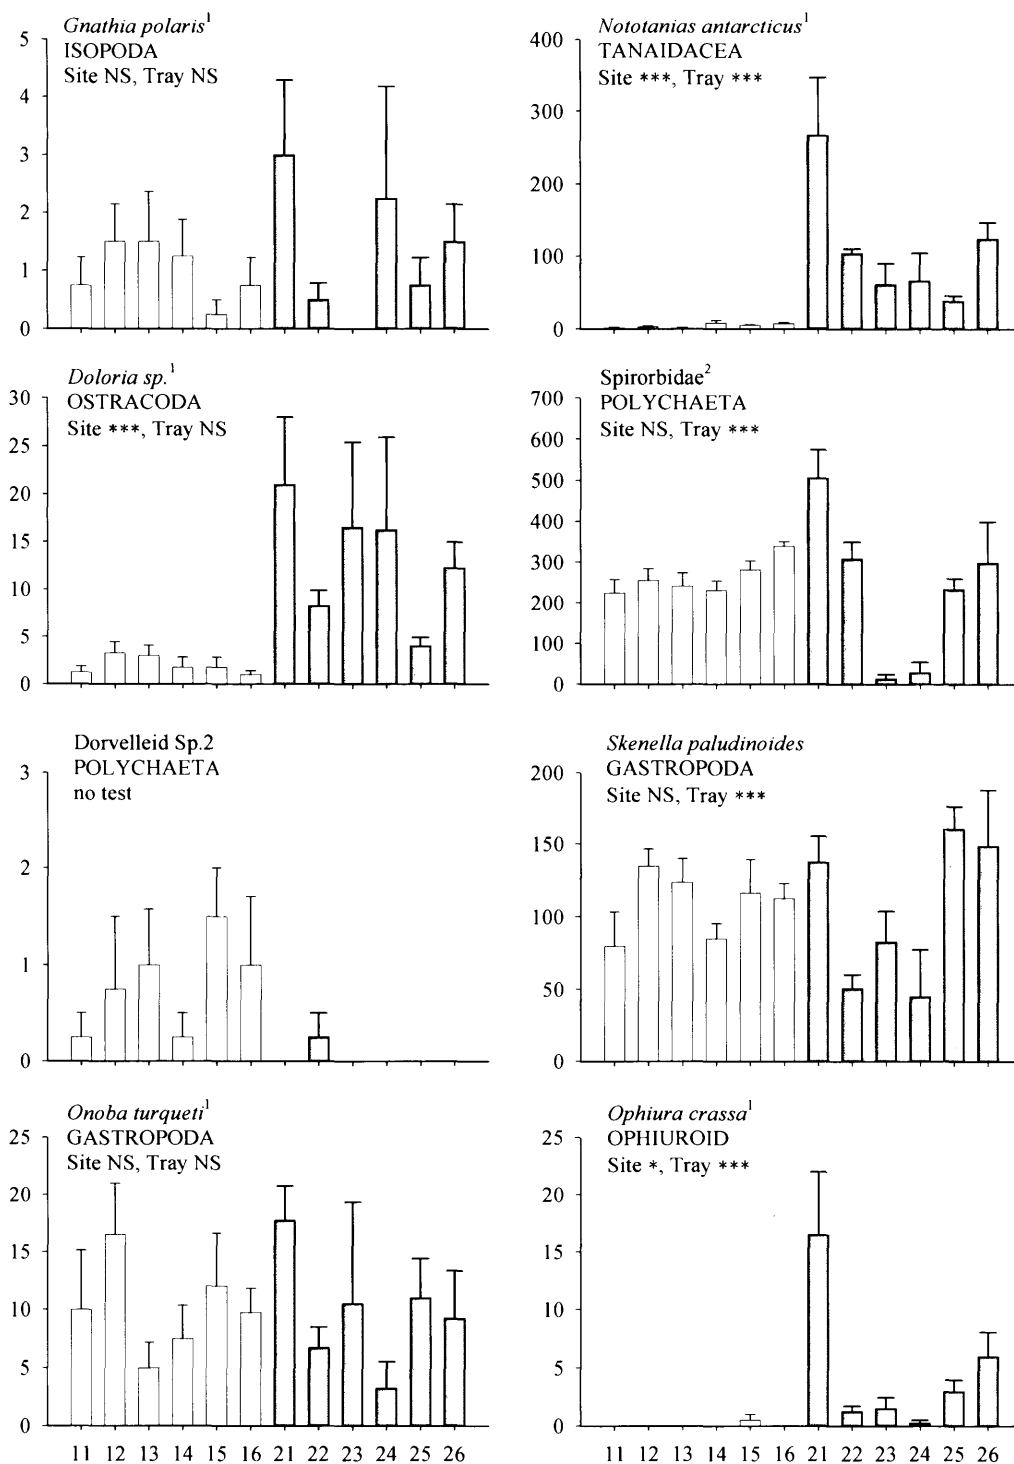 Gnathia polaris¹
ISOPODA
Site NS, Tray NS
5
4
3
2
1
0
Nototanias antarcticus¹
TANAIDACEA
Site ***, Tray ***
400
300
200
100
0
Doloria sp.¹
OSTRACODA
Site ***, Tray NS
30
25
20
15
10
5
0
Spirorbidae²
POLYCHAETA
Site NS, Tray ***
700
600
500
400
300
200
100
0
Dorvelleid Sp.2
POLYCHAETA
no test
3
2
1
0
Skenella paludinoides
GASTROPODA
Site NS, Tray ***
200
150
100
50
0
Onoba turqueti¹
GASTROPODA
Site NS, Tray NS
25
20
15
10
5
0
11 12 13 14 15 16 21 22 23 24 25 26
Ophiura crassa¹
OPHIUROID
Site *, Tray ***
25
20
15
10
5
0
11 12 13 14 15 16 21 22 23 24 25 26